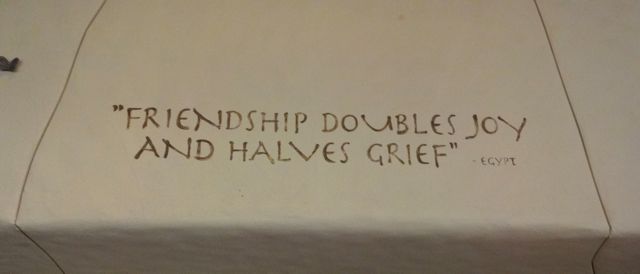 "FRIENDSHIP DOUBLES JOY
AND HALVES GRIEF" - EGYPT